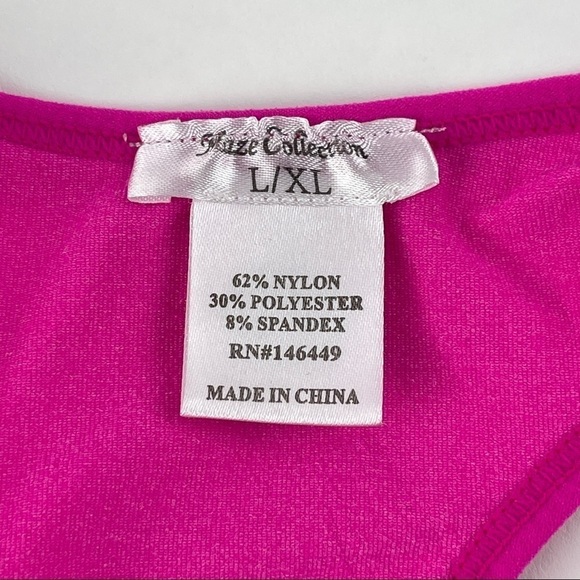 Maze Collection
L/XL
62% NYLON
30% POLYESTER
8% SPANDEX
RN#146449
MADE IN CHINA